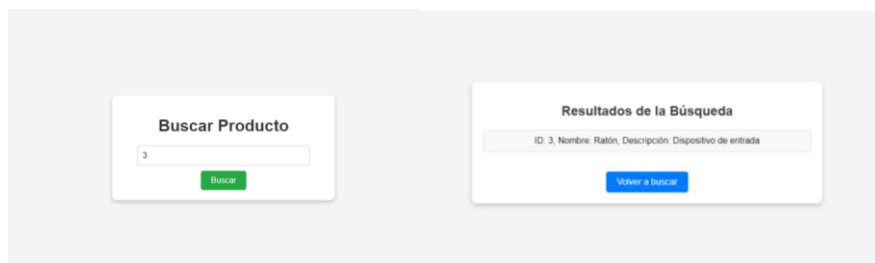 Buscar Producto
3
Buscar
Resultados de la Búsqueda
ID: 3, Nombre: Ratón, Descripción: Dispositivo de entrada
Volver a buscar